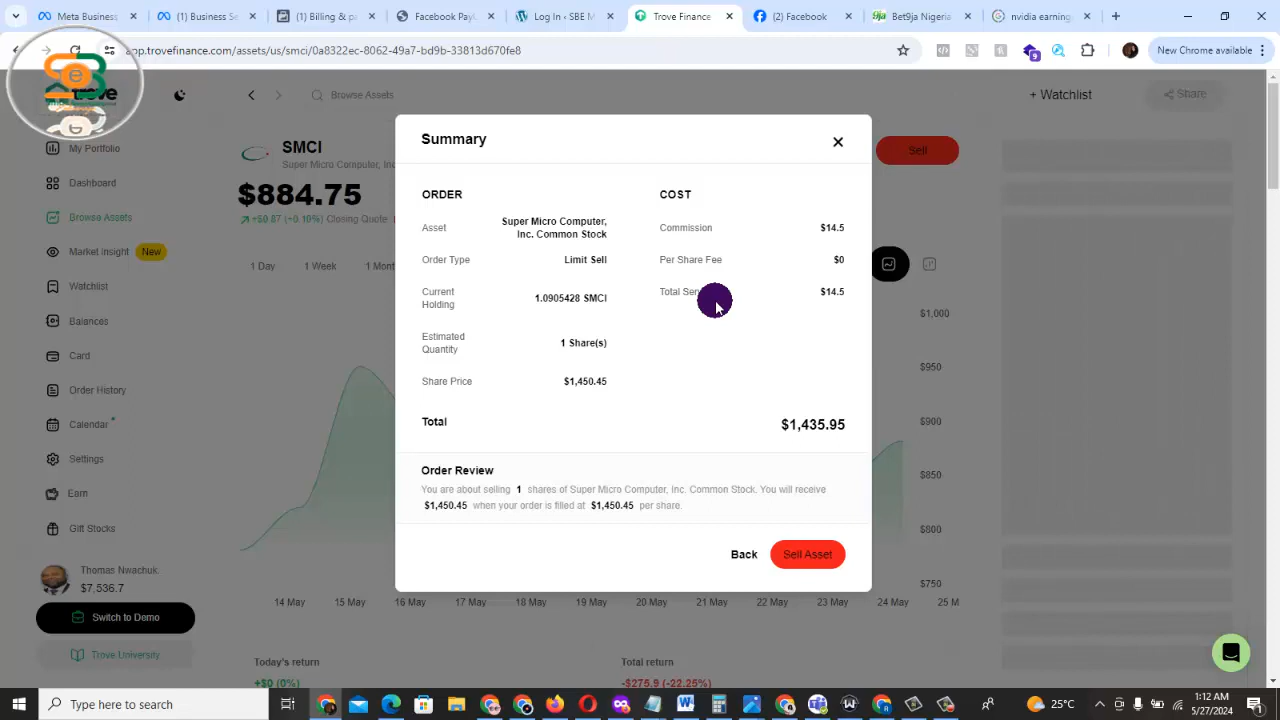 Meta Business S
Trove Finance
Facebook Payme
Log In ‹ SBE M
Trove Finance
(2) Facebook
Bet9ja Shop
nvidia earning
app.trovefinance.com/assets/us/smci/0a8322ec-8062-49a7-bd9b-33813d670fe8
9
New Chrome available
trove
Browse Assets
+ Watchlist
Share
My Portfolio
Dashboard
Browse Assets
Market insight New
Watchlist
Balances
Card
Order History
Calendar
Settings
Earn
Gift Stocks
Thomas Nwachuk.
$7,536.7
Switch to Demo
Trove University
SMCI
Super Micro Computer, Inc
$884.75
+$0.87 (+0.10%) Closing Quote
Sell
1 Day 1 Week 1 Mont
$1,000
$950
$900
$850
$800
$750
14 May 15 May 16 May 17 May 18 May 19 May 20 May 21 May 22 May 23 May 24 May 25 M
Today's return
+$0 (0%)
Total return
-$275.9 (-22.25%)
Summary
ORDER
Asset Super Micro Computer,
Inc. Common Stock
Order Type Limit Sell
Current
Holding 1.0905428 SMCI
Estimated
Quantity 1 Share(s)
Share Price $1,450.45
COST
Commission $14.5
Per Share Fee $0
Total Ser $14.5
Total $1,435.95
Order Review
You are about selling 1 shares of Super Micro Computer, Inc. Common Stock. You will receive
$1,450.45 when your order is filled at $1,450.45 per share.
Back Sell Asset
Type here to search
25°C
1:12 AM
5/27/2024